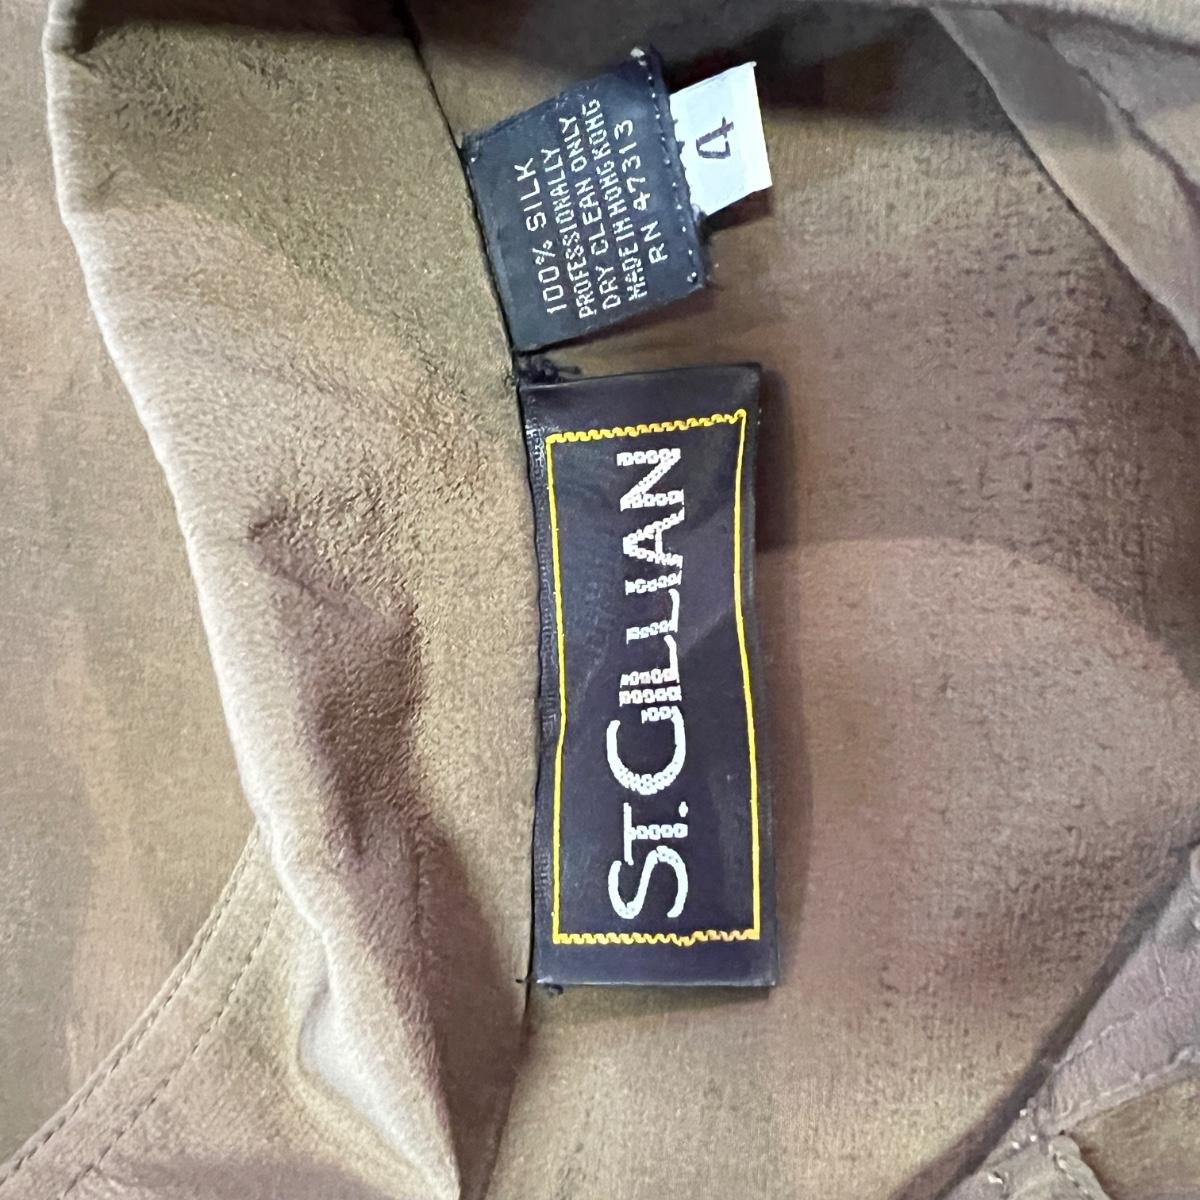 100% SILK
PROFESSIONALLY
DRY CLEAN ONLY
MADE IN HONG KONG
RN 47313
4
ST. GILLIAN